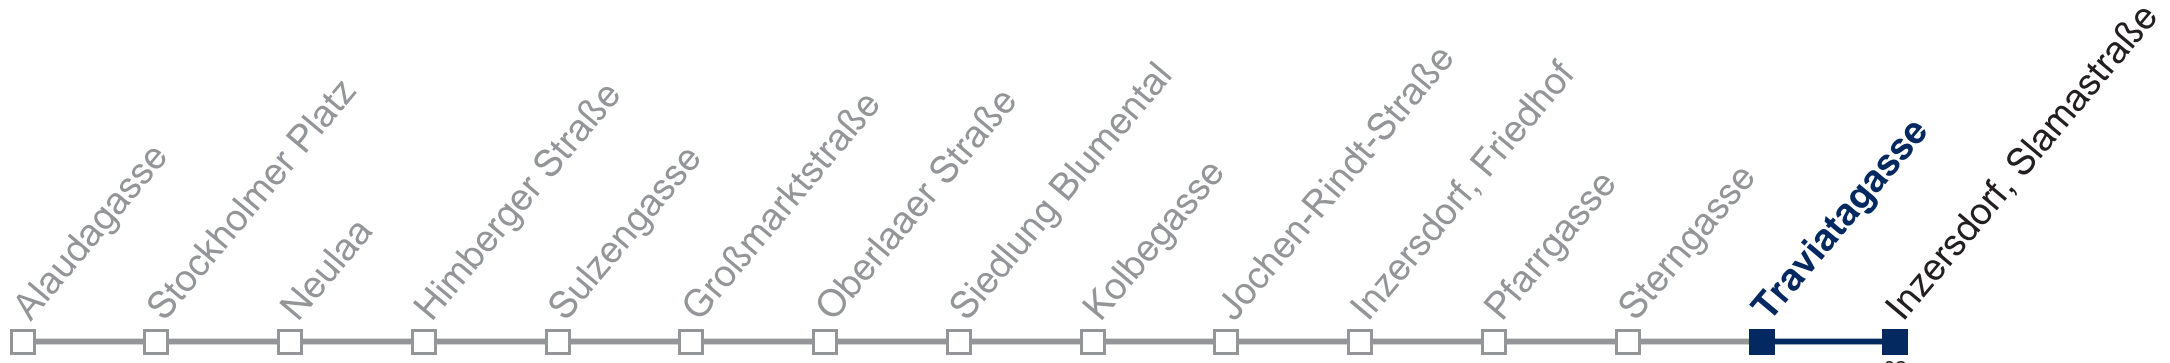 Alaudagasse
Stockholmer Platz
Neulaa
Himberger Straße
Sulzengasse
Großmarktstraße
Oberlaaer Straße
Siedlung Blumental
Kolbegasse
Jochen-Rindt-Straße
Inzersdorf, Friedhof
Pfarrgasse
Sterngasse
Traviatagasse
Inzersdorf, Slamastraße